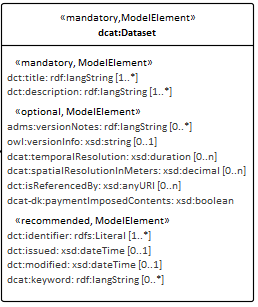 «mandatory,ModelElement»
dcat:Dataset
«mandatory, ModelElement»
dct:title: rdf:langString [1..*]
dct:description: rdf:langString [1..*]
«optional, ModelElement»
adms:versionNotes: rdf:langString [0..*]
owl:versionInfo: xsd:string [0..1]
dcat:temporalResolution: xsd:duration [0..n]
dcat:spatialResolutionInMeters: xsd:decimal [0..n]
dct:isReferencedBy: xsd:anyURI [0..n]
dcat-dk:paymentImposedContents: xsd:boolean
«recommended, ModelElement»
dct:identifier: rdfs:Literal [1..*]
dct:issued: xsd:dateTime [0..1]
dct:modified: xsd:dateTime [0..1]
dcat:keyword: rdf:langString [0..*]